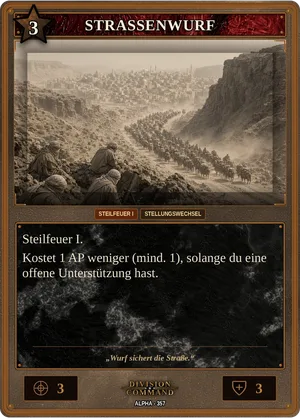 3
STRASSENWURF
STEILFEUER I
STELLUNGSWECHSEL
Steilfeuer I.
Kostet 1 AP weniger (mind. 1), solange du eine
offene Unterstützung hast.
„Wurf sichert die Straße.“
3
DIVISION
COMMAND
ALPHA · 357
3